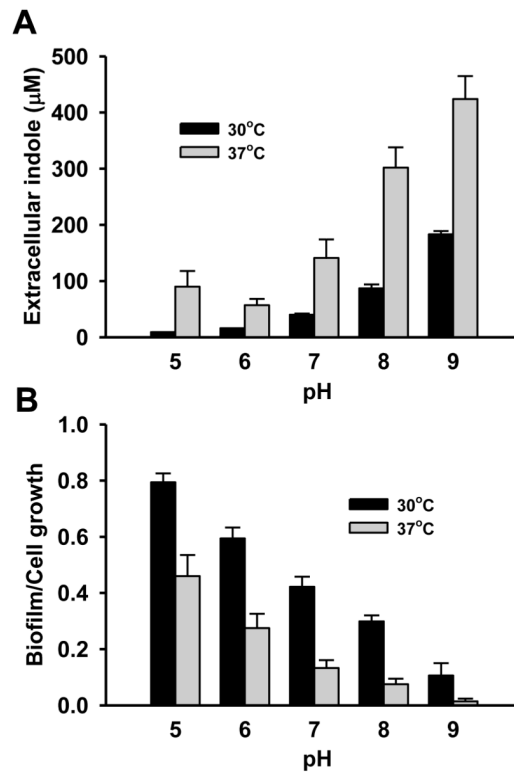 A
Extracellular indole (μM)
500
400
300
200
100
0
30°C
37°C
5 6 7 8 9
pH
B
Biofilm/Cell growth
1.0
0.8
0.6
0.4
0.2
0.0
30°C
37°C
5 6 7 8 9
pH